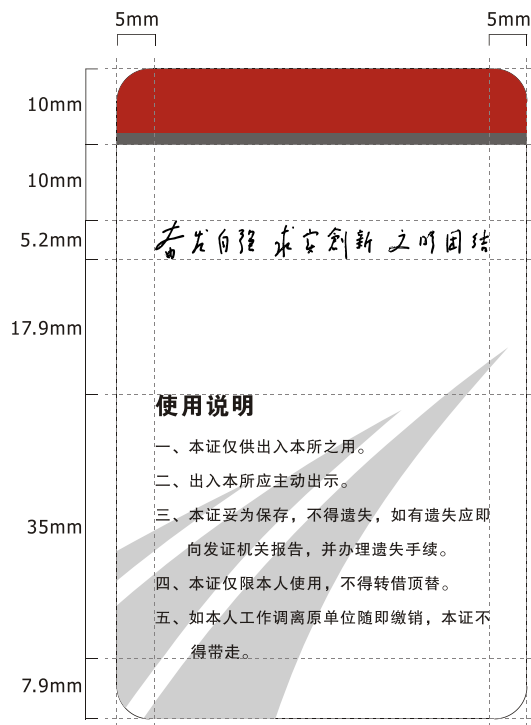 5mm 5mm
10mm
10mm
5.2mm 奋发自强 求实创新 文明团结
17.9mm
使用说明
一、本证仅供出入本所之用。
二、出入本所应主动出示。
三、本证妥为保存，不得遗失，如有遗失应即
35mm
向发证机关报告，并办理遗失手续。
四、本证仅限本人使用，不得转借顶替。
五、如本人工作调离原单位随即缴销，本证不
得带走。
7.9mm